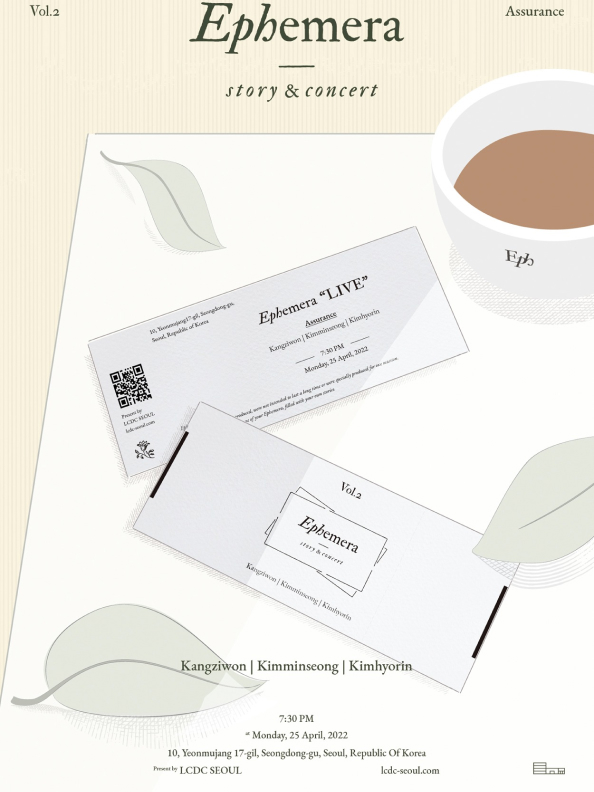 Vol.2
Ephemera
Assurance
story & concert
Eph
10, Yeonmujang17-gil, Seongdong-gu,
Seoul, Republic of Korea
Ephemera “LIVE”
Assurance
Kangziwon | Kimminseong | Kimhyorin
7:30 PM
Monday, 25 April, 2022
Present by
LCDC SEOUL
lcdc-seoul.com
produced, were not intended to last a long time or were specially produced for one occasion.
of your Ephemera, filled with your own stories
Vol.2
Ephemera
story & concert
Kangziwon | Kimminseong | Kimhyorin
Kangziwon | Kimminseong | Kimhyorin
7:30 PM
at Monday, 25 April, 2022
10, Yeonmujang 17-gil, Seongdong-gu, Seoul, Republic Of Korea
Present by LCDC SEOUL
lcdc-seoul.com